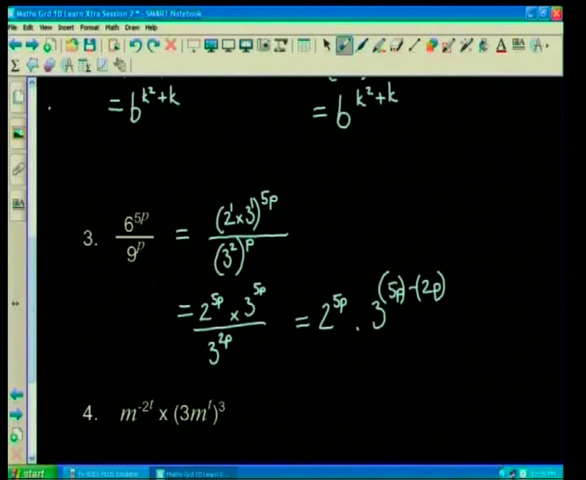 Maths Grd 10 Learn Xtra Session 2 * - SMART Notebook
File Edit View Insert Format Math Draw Help
= b^{k²+k} = b^{k²+k}
3. 6^{5p}/9^{p} = (2¹×3¹)^{5p}/(3²)^{p}
= 2^{5p} × 3^{5p}/3^{2p} = 2^{5p} . 3^{(5p)-(2p)}
4. m^{-2t} x (3m^{t})³
start